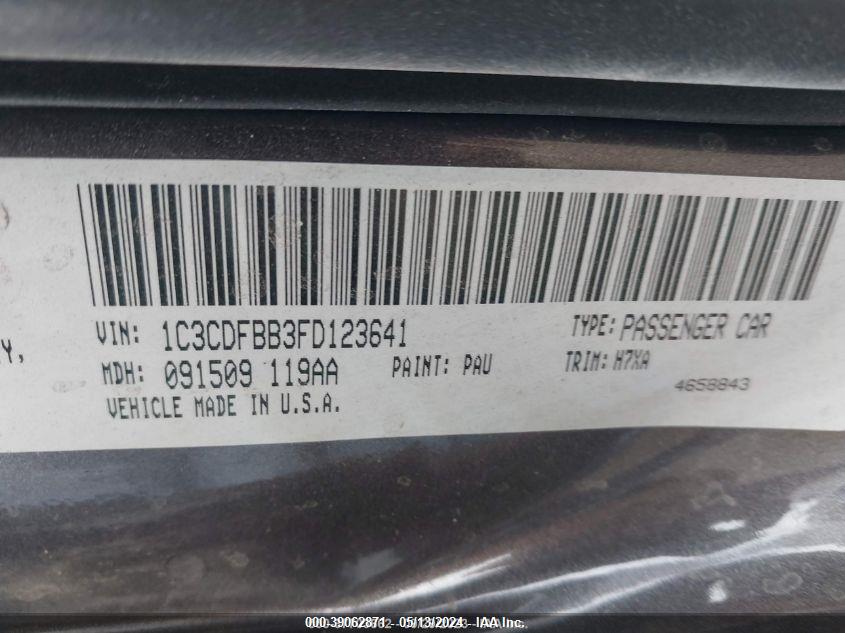 VIN: 1C3CDFBB3FD123641 TYPE: PASSENGER CAR
Y,
MDH: 091509 119AA PAINT: PAU TRIM: H7XA
4658843
VEHICLE MADE IN U.S.A.
000-39062871 - 05/13/2024 - IAA Inc.